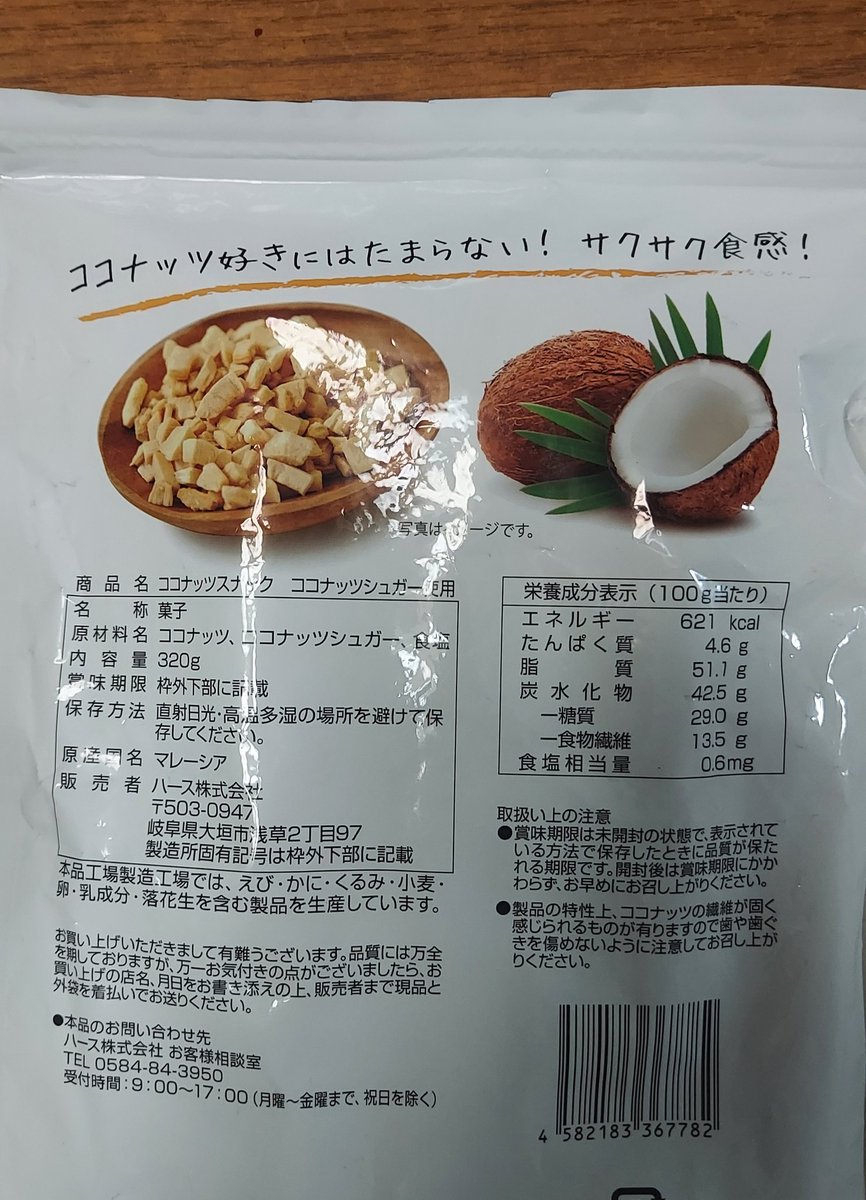 ココナッツ好きにはたまらない! サクサク食感!
写真は ージです。
商品名 ココナッツスナック ココナッツシュガー使用
名称 菓子
原材料名 ココナッツ、ココナッツシュガー、食塩
内容量 320g
賞味期限 枠外下部に記載
保存方法 直射日光・高温多湿の場所を避けて保
存してください。
原産国名 マレーシア
販売者 ハース株式会社
〒503-0947
岐阜県大垣市浅草2丁目97
製造所固有記号は枠外下部に記載
本品工場製造工場では、えび・かに・くるみ・小麦・
卵・乳成分・落花生を含む製品を生産しています。
お買い上げいただきまして有難うございます。品質には万全
を期しておりますが、万一お気付きの点がございましたら、お
買い上げの店名、月日をお書き添えの上、販売者まで現品と
外袋を着払いでお送りください。
●本品のお問い合わせ先
ハース株式会社 お客様相談室
TEL 0584-84-3950
受付時間:9:00〜17:00(月曜〜金曜まで、祝日を除く)
栄養成分表示(100g当たり)
エネルギー 621 kcal
たんぱく質 4.6 g
脂質 51.1 g
炭水化物 42.5 g
ー糖質 29.0 g
ー食物繊維 13.5 g
食塩相当量 0.6mg
取扱い上の注意
●賞味期限は未開封の状態で、表示されて
いる方法で保存したときに品質が保た
れる期限です。開封後は賞味期限にかか
わらず、お早めにお召し上がりください。
●製品の特性上、ココナッツの繊維が固く
感じられるものが有りますので歯や歯ぐ
きを傷めないように注意してお召し上が
りください。
4 582183 367782